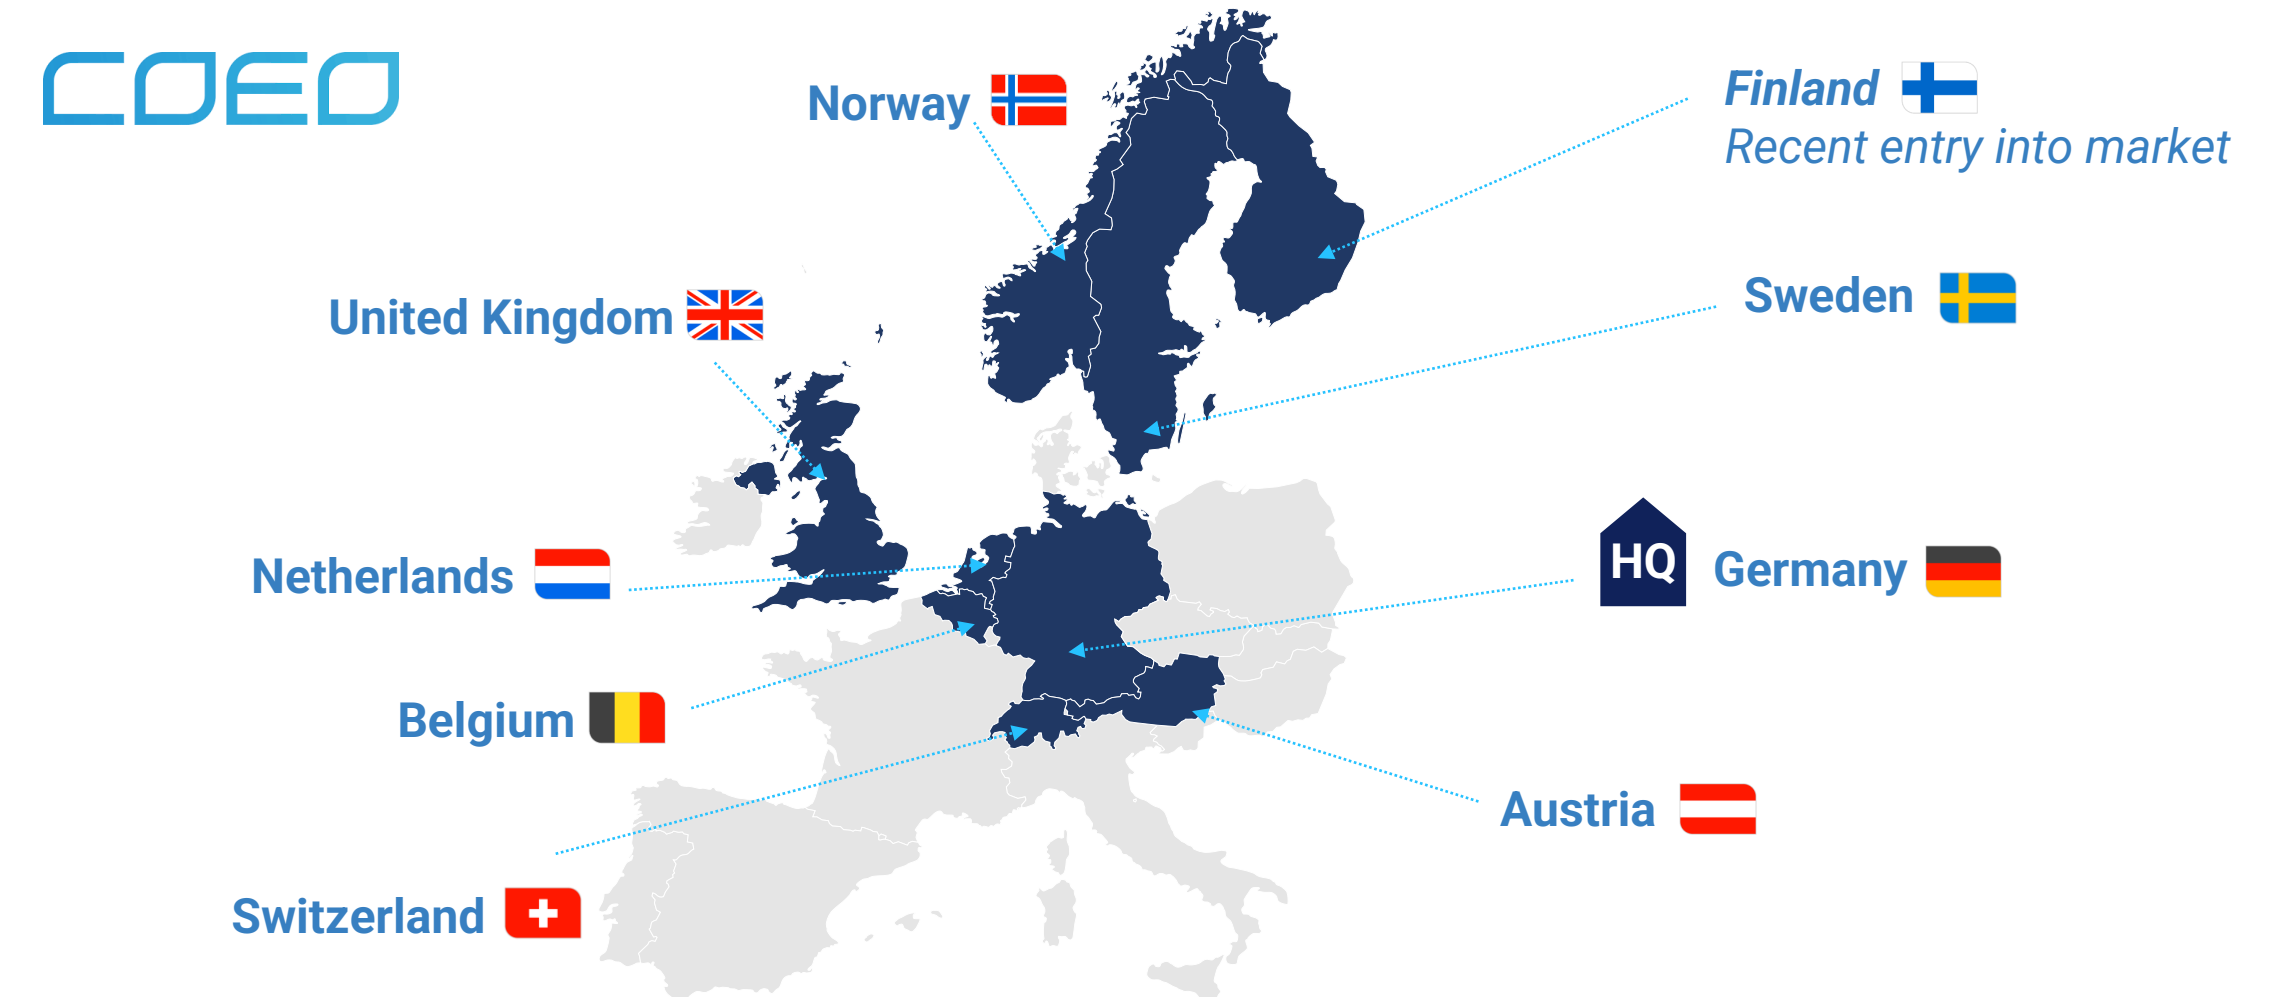 COEO
Norway
Finland
Recent entry into market
United Kingdom
Sweden
HQ
Germany
Netherlands
Belgium
Austria
Switzerland